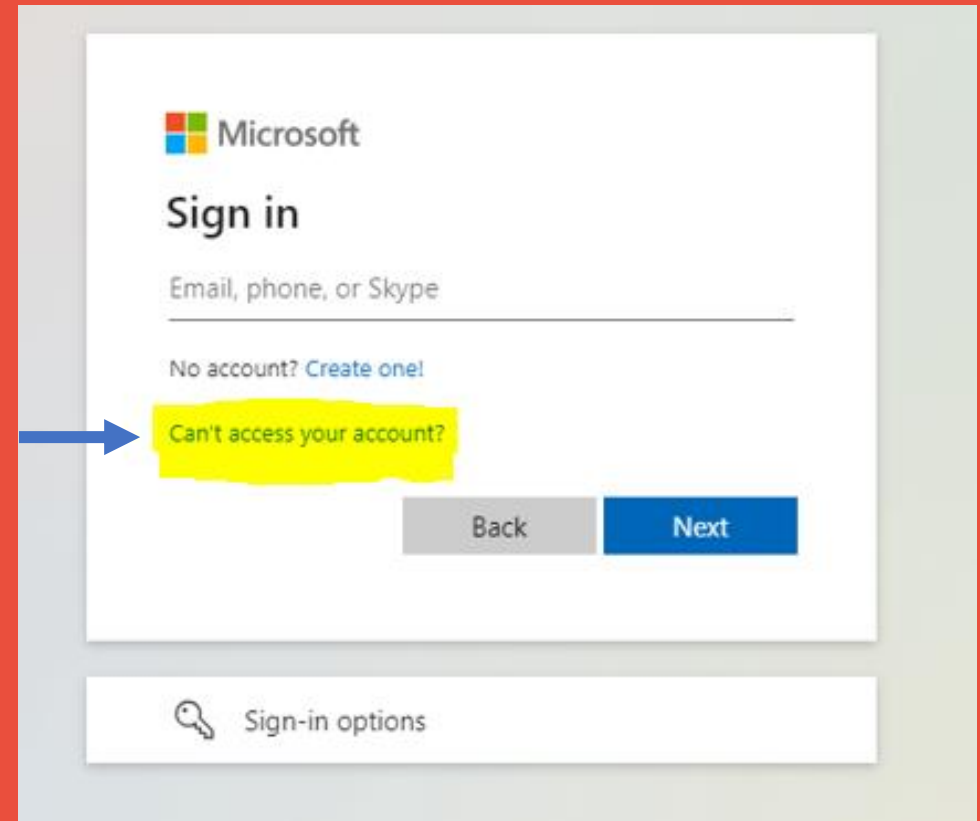 Microsoft
Sign in
Email, phone, or Skype
No account? Create one!
Can't access your account?
Back Next
Sign-in options